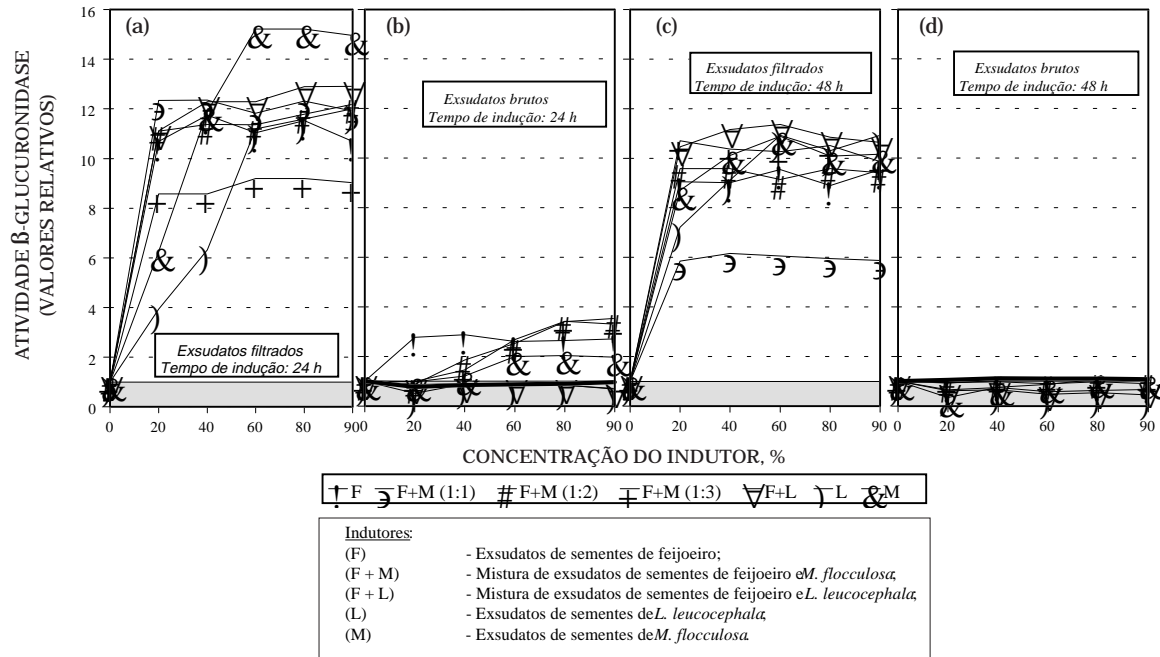 (a) (b) (c) (d)
16
14
12
10
8
6
4
2
0
ATIVIDADE ß-GLUCURONIDASE
(VALORES RELATIVOS)
Exsudatos filtrados
Tempo de indução: 24 h
Exsudatos brutos
Tempo de indução: 24 h
Exsudatos filtrados
Tempo de indução: 48 h
Exsudatos brutos
Tempo de indução: 48 h
0 20 40 60 80 90 0 20 40 60 80 90 0 20 40 60 80 90 0 20 40 60 80 90
CONCENTRAÇÃO DO INDUTOR, %
! F ϶ F+M (1:1) # F+M (1:2) + F+M (1:3) ∀ F+L ) L & M
Indutores:
(F) - Exsudatos de sementes de feijoeiro;
(F + M) - Mistura de exsudatos de sementes de feijoeiro e M. flocculosa;
(F + L) - Mistura de exsudatos de sementes de feijoeiro e L. leucocephala;
(L) - Exsudatos de sementes de L. leucocephala;
(M) - Exsudatos de sementes de M. flocculosa.